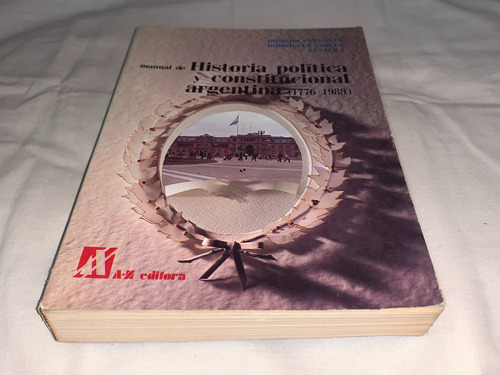 manual de Historia política
y constitucional
argentina (1776-1989)
A-Z editora